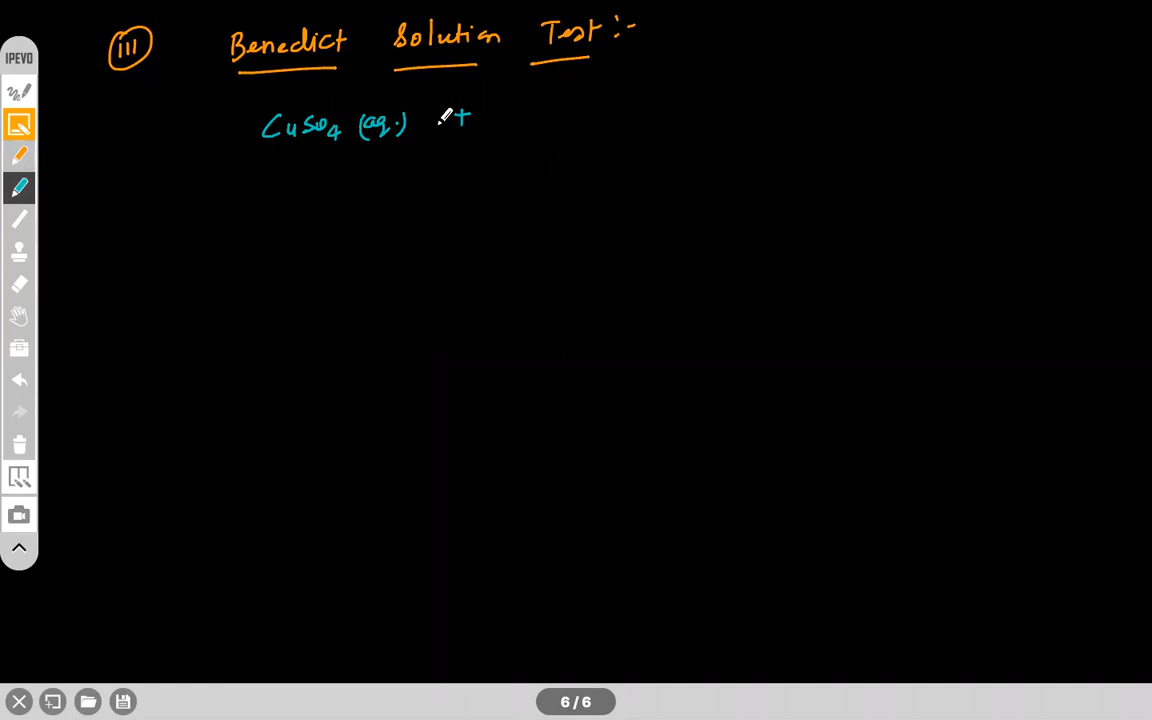 IPEVO
(iii) Benedict Solution Test :-
CuSO4 (aq.) +
6 / 6